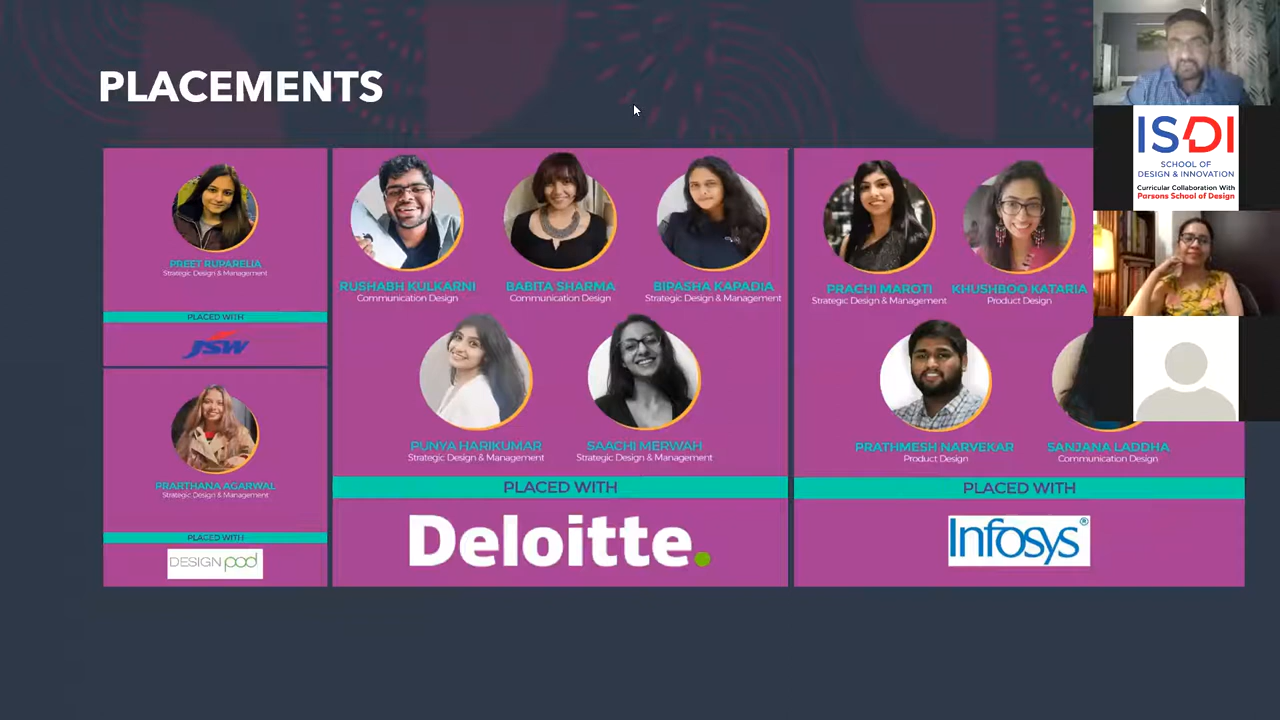 PLACEMENTS
PREET RUPARELIA
Strategic Design & Management
PLACED WITH
JSW
PRARTHANA AGARWAL
Strategic Design & Management
PLACED WITH
DESIGN pod
RUSHABH KULKARNI
Communication Design
BABITA SHARMA
Communication Design
BIPASHA KAPADIA
Strategic Design & Management
PUNYA HARIKUMAR
Strategic Design & Management
SAACHI MERWAH
Strategic Design & Management
PLACED WITH
Deloitte.
PRACHI MAROTI
Strategic Design & Management
KHUSHBOO KATARIA
Product Design
PRATHMESH NARVEKAR
Product Design
SANJANA LADDHA
Communication Design
PLACED WITH
Infosys®
ISDI
SCHOOL OF
DESIGN & INNOVATION
Curricular Collaboration With
Parsons School of Design